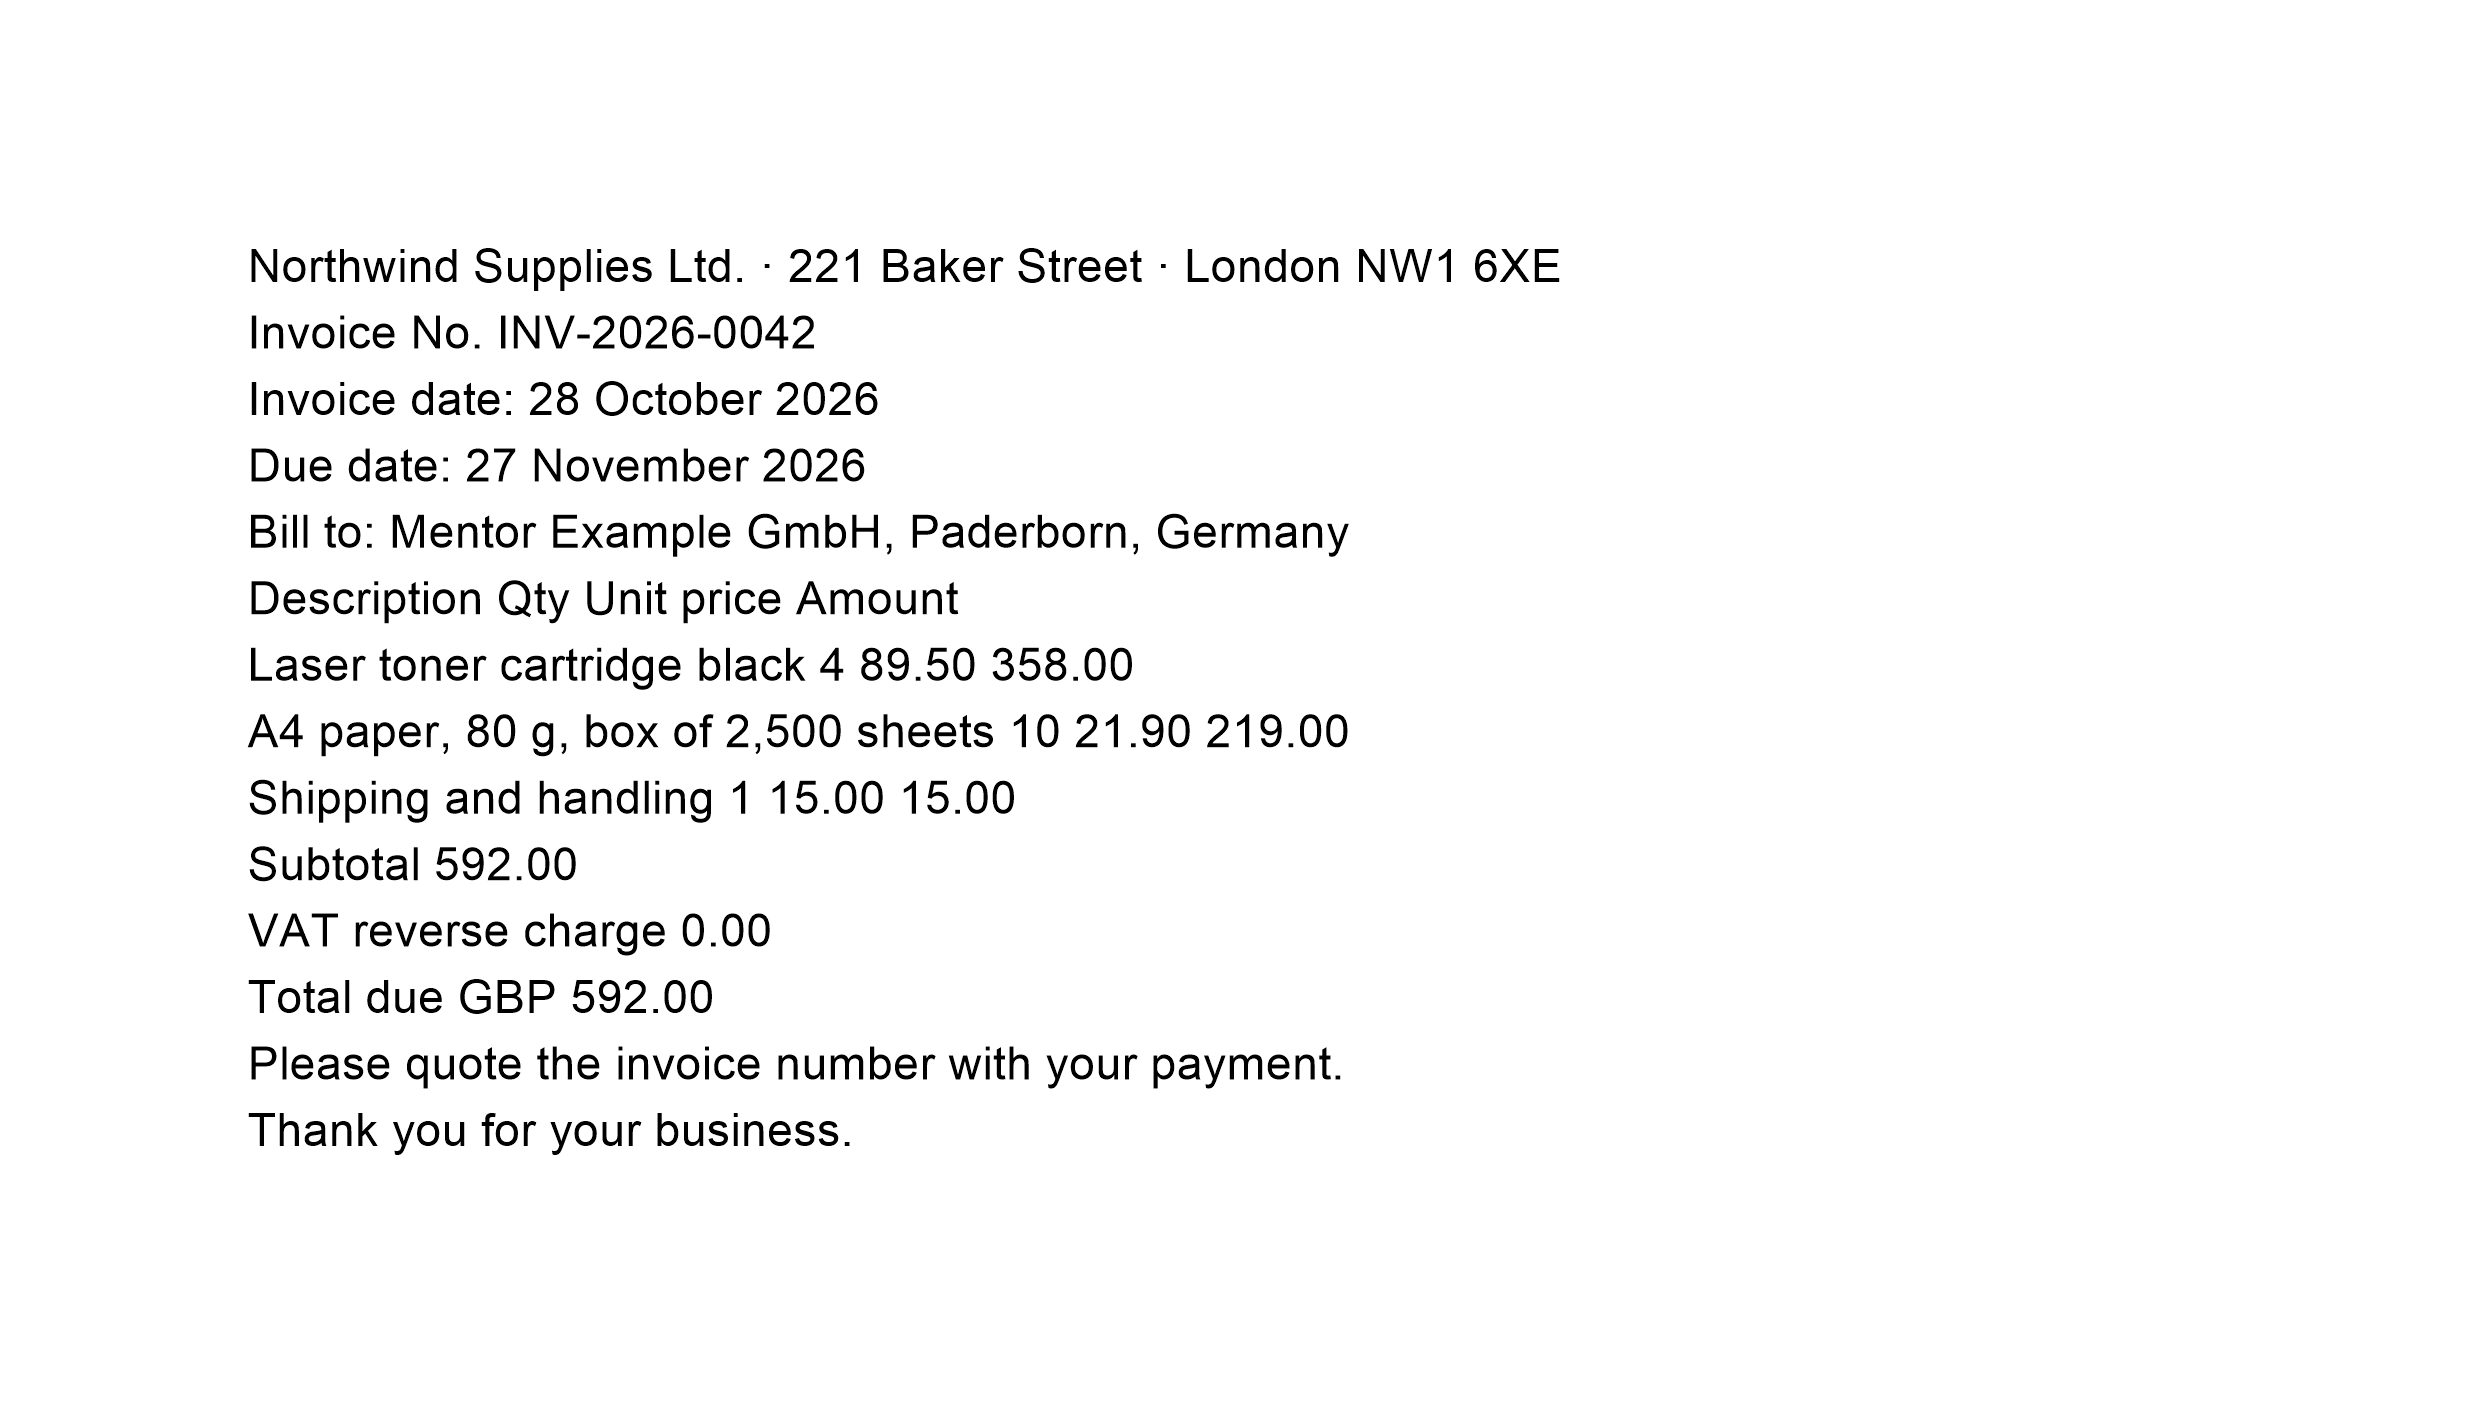 Northwind Supplies Ltd. · 221 Baker Street · London NW1 6XE
Invoice No. INV-2026-0042
Invoice date: 28 October 2026
Due date: 27 November 2026
Bill to: Mentor Example GmbH, Paderborn, Germany
Description Qty Unit price Amount
Laser toner cartridge black 4 89.50 358.00
A4 paper, 80 g, box of 2,500 sheets 10 21.90 219.00
Shipping and handling 1 15.00 15.00
Subtotal 592.00
VAT reverse charge 0.00
Total due GBP 592.00
Please quote the invoice number with your payment.
Thank you for your business.